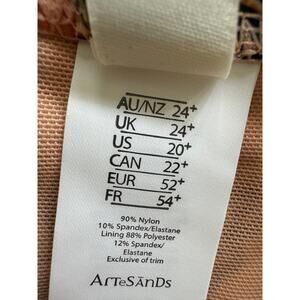 AU/NZ 24+
UK 24+
US 20+
CAN 22+
EUR 52+
FR 54+
90% Nylon
10% Spandex/Elastane
Lining 88% Polyester
12% Spandex/
Elastane
Exclusive of trim
ARTeSANDS